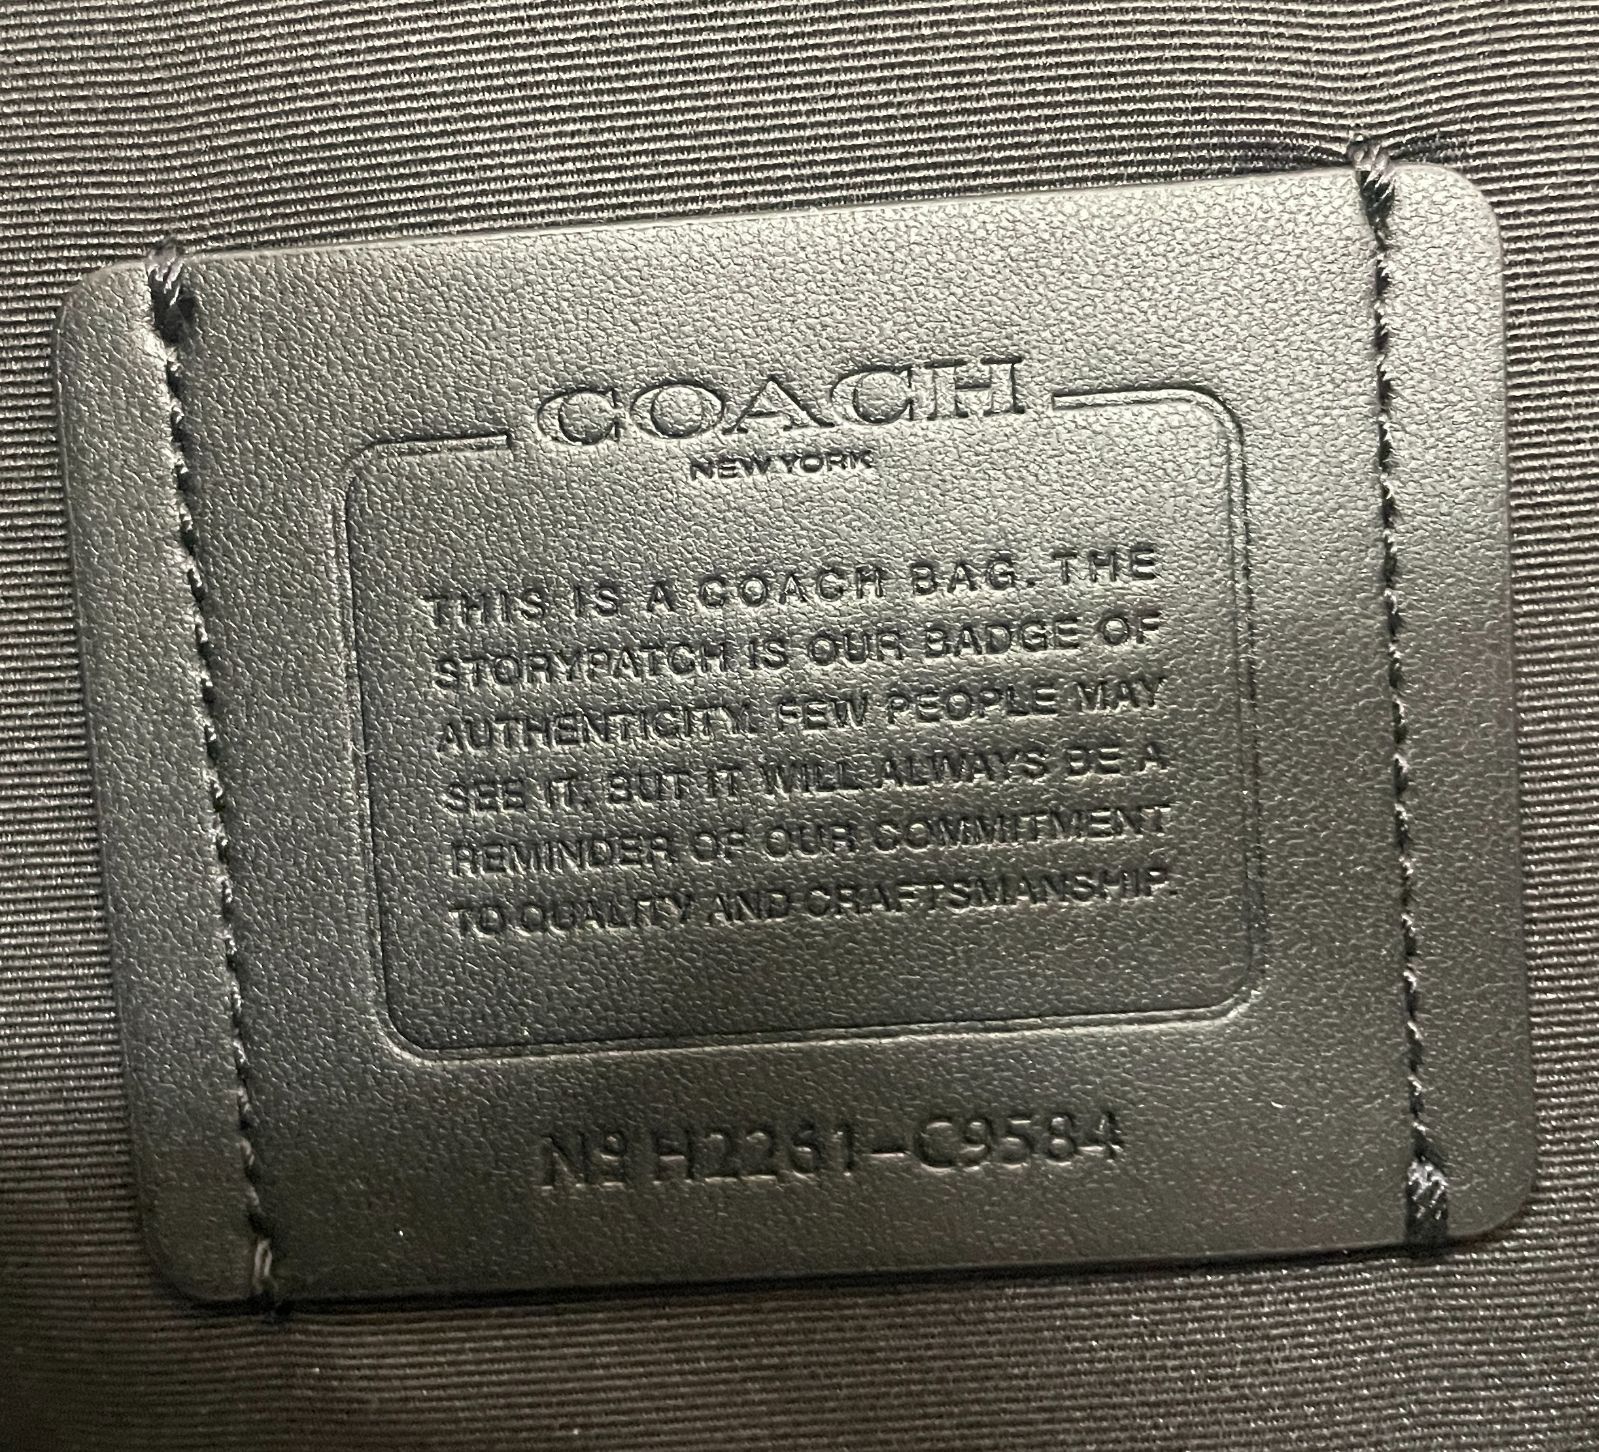 COACH
NEW YORK
THIS IS A COACH BAG. THE
STORYPATCH IS OUR BADGE OF
AUTHENTICITY. FEW PEOPLE MAY
SEE IT, BUT IT WILL ALWAYS BE A
REMINDER OF OUR COMMITMENT
TO QUALITY AND CRAFTSMANSHIP.
Nº H2261-C9584